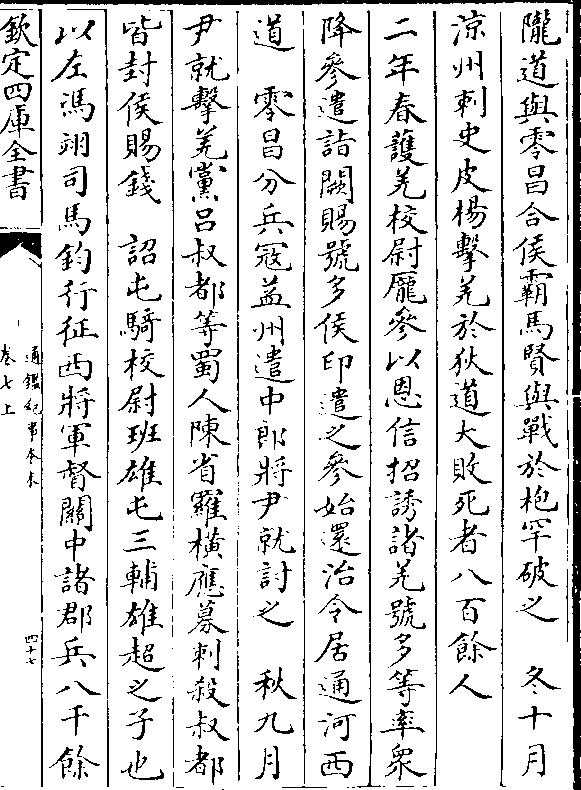 隴道與零昌合侯霸馬賢與戰於枹罕破之　冬十月
涼州刺史皮楊擊羌於狄道大敗死者八百餘人
二年春護羌校尉龐參以恩信招誘諸羌號多等率衆
降參遣詣闕賜號多侯印遣之參始還治令居通河西
道　零昌分兵冦益州遣中郎將尹就討之　秋九月
尹就擊羌黨呂叔都等蜀人陳省羅橫應募刺殺叔都
皆封侯賜錢　詔屯騎校尉班雄屯三輔雄超之子也
以左馮翊司馬鈞行征西將軍督關中諸郡兵八千餘
欽定四庫全書
通鑑紀事本末
卷七上
四十七